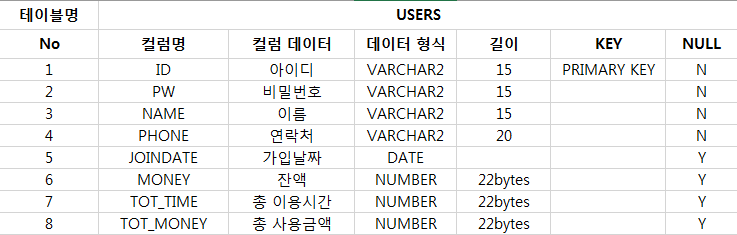 테이블명 USERS
No 컬럼명 컬럼 데이터 데이터 형식 길이 KEY NULL
1 ID 아이디 VARCHAR2 15 PRIMARY KEY N
2 PW 비밀번호 VARCHAR2 15 N
3 NAME 이름 VARCHAR2 15 N
4 PHONE 연락처 VARCHAR2 20 N
5 JOINDATE 가입날짜 DATE Y
6 MONEY 잔액 NUMBER 22bytes Y
7 TOT_TIME 총 이용시간 NUMBER 22bytes Y
8 TOT_MONEY 총 사용금액 NUMBER 22bytes Y